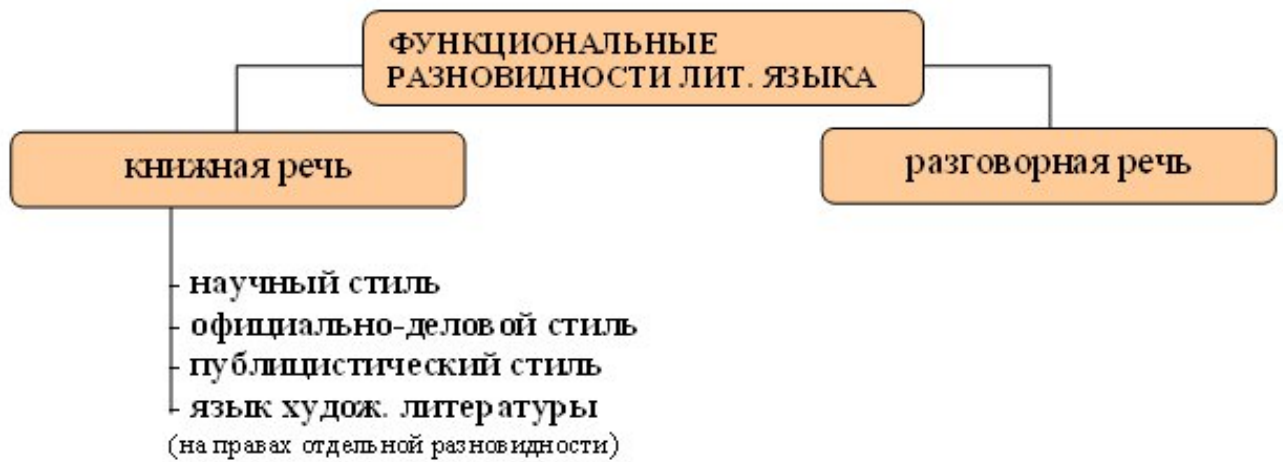 ФУНКЦИОНАЛЬНЫЕ
РАЗНОВИДНОСТИ ЛИТ. ЯЗЫКА
книжная речь
разговорная речь
- научный стиль
- официально-деловой стиль
- публицистический стиль
- язык худож. литературы
(на правах отдельной разновидности)